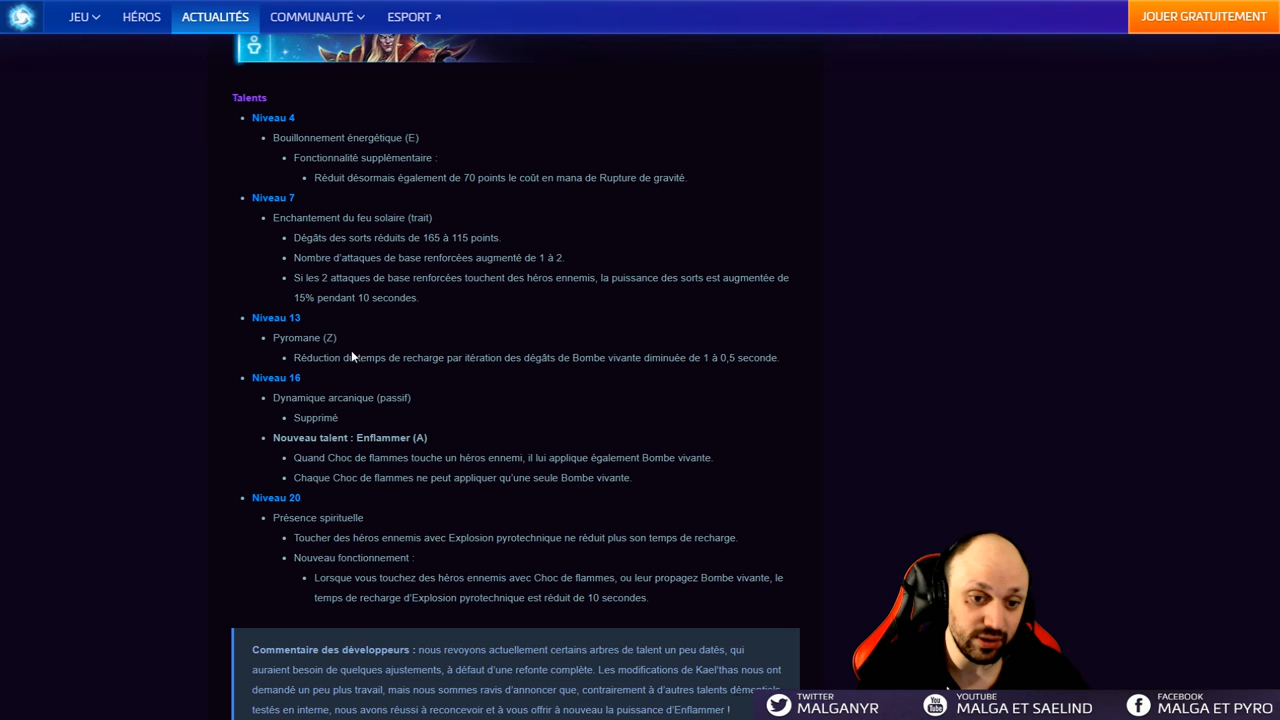 JEU HÉROS ACTUALITÉS COMMUNAUTÉ ESPORT JOUER GRATUITEMENT
Talents
Niveau 4
Bouillonnement énergétique (E)
Fonctionnalité supplémentaire :
Réduit désormais également de 70 points le coût en mana de Rupture de gravité.
Niveau 7
Enchantement du feu solaire (trait)
Dégâts des sorts réduits de 165 à 115 points.
Nombre d'attaques de base renforcées augmenté de 1 à 2.
Si les 2 attaques de base renforcées touchent des héros ennemis, la puissance des sorts est augmentée de
15% pendant 10 secondes.
Niveau 13
Pyromane (Z)
Réduction du temps de recharge par itération des dégâts de Bombe vivante diminuée de 1 à 0,5 seconde.
Niveau 16
Dynamique arcanique (passif)
Supprimé
Nouveau talent : Enflammer (A)
Quand Choc de flammes touche un héros ennemi, il lui applique également Bombe vivante.
Chaque Choc de flammes ne peut appliquer qu'une seule Bombe vivante.
Niveau 20
Présence spirituelle
Toucher des héros ennemis avec Explosion pyrotechnique ne réduit plus son temps de recharge.
Nouveau fonctionnement :
Lorsque vous touchez des héros ennemis avec Choc de flammes, ou leur propagez Bombe vivante, le
temps de recharge d'Explosion pyrotechnique est réduit de 10 secondes.
Commentaire des développeurs : nous revoyons actuellement certains arbres de talent un peu datés, qui
auraient besoin de quelques ajustements, à défaut d'une refonte complète. Les modifications de Kael'thas nous ont
demandé un peu plus travail, mais nous sommes ravis d'annoncer que, contrairement à d'autres talents démentiels
testés en interne, nous avons réussi à reconcevoir et à vous offrir à nouveau la puissance d'Enflammer !
TWITTER
MALGANYR
YOUTUBE
MALGA ET SAELIND
FACEBOOK
MALGA ET PYRO